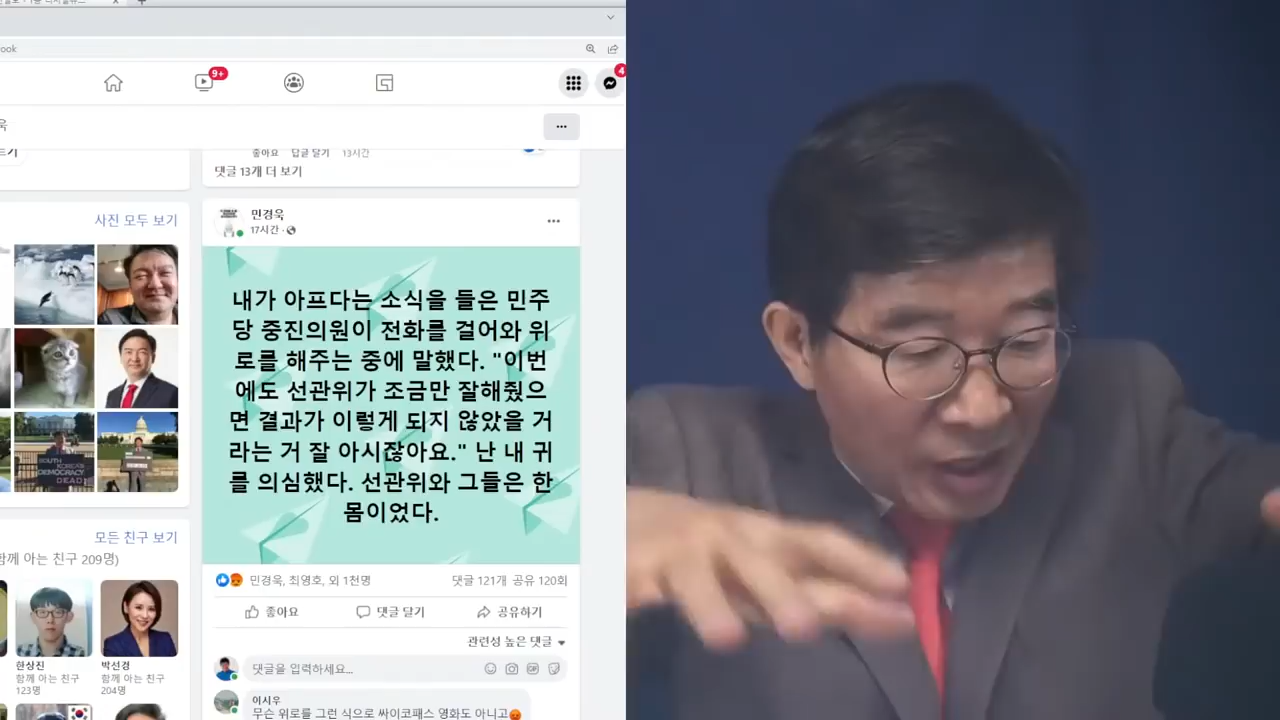 ook
9+
4
욱
...
좋아요 답글 달기 13시간
댓글 13개 더 보기
사진 모두 보기
민경욱
17시간
내가 아프다는 소식을 들은 민주
당 중진의원이 전화를 걸어와 위
로를 해주는 중에 말했다. "이번
에도 선관위가 조금만 잘해줬으
면 결과가 이렇게 되지 않았을 거
라는 거 잘 아시잖아요." 난 내 귀
를 의심했다. 선관위와 그들은 한
몸이었다.
SOUTH
KOREAN
DEMOCRACY
DEAD
모든 친구 보기
함께 아는 친구 209명)
한상진
함께 아는 친구
123명
박선경
함께 아는 친구
204명
민경욱, 최영호, 외 1천명
댓글 121개 공유 120회
좋아요 댓글 달기 공유하기
관련성 높은 댓글
댓글을 입력하세요...
GIF
이시우
무슨 위로를 그런 식으로 싸이코패스 영화도 아니고